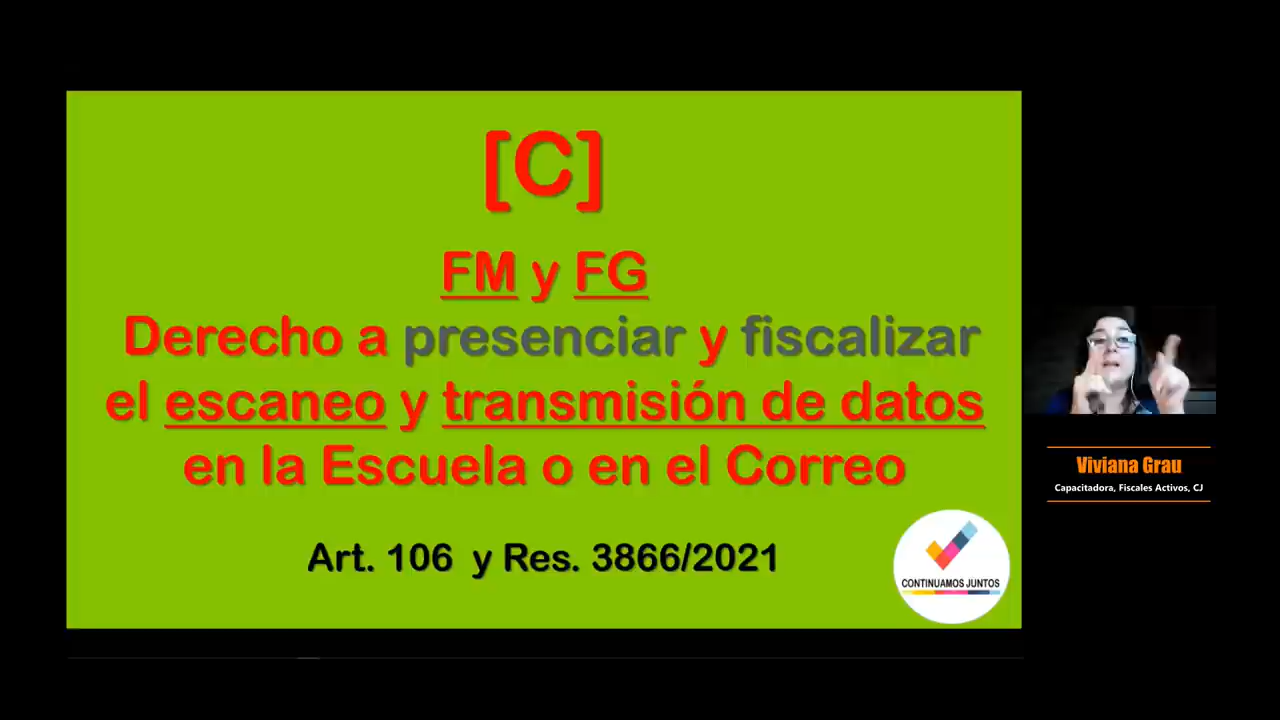 [C]
FM y FG
Derecho a presenciar y fiscalizar
el escaneo y transmisión de datos
en la Escuela o en el Correo
Art. 106 y Res. 3866/2021
CONTINUAMOS JUNTOS
Viviana Grau
Capacitadora, Fiscales Activos, CJ